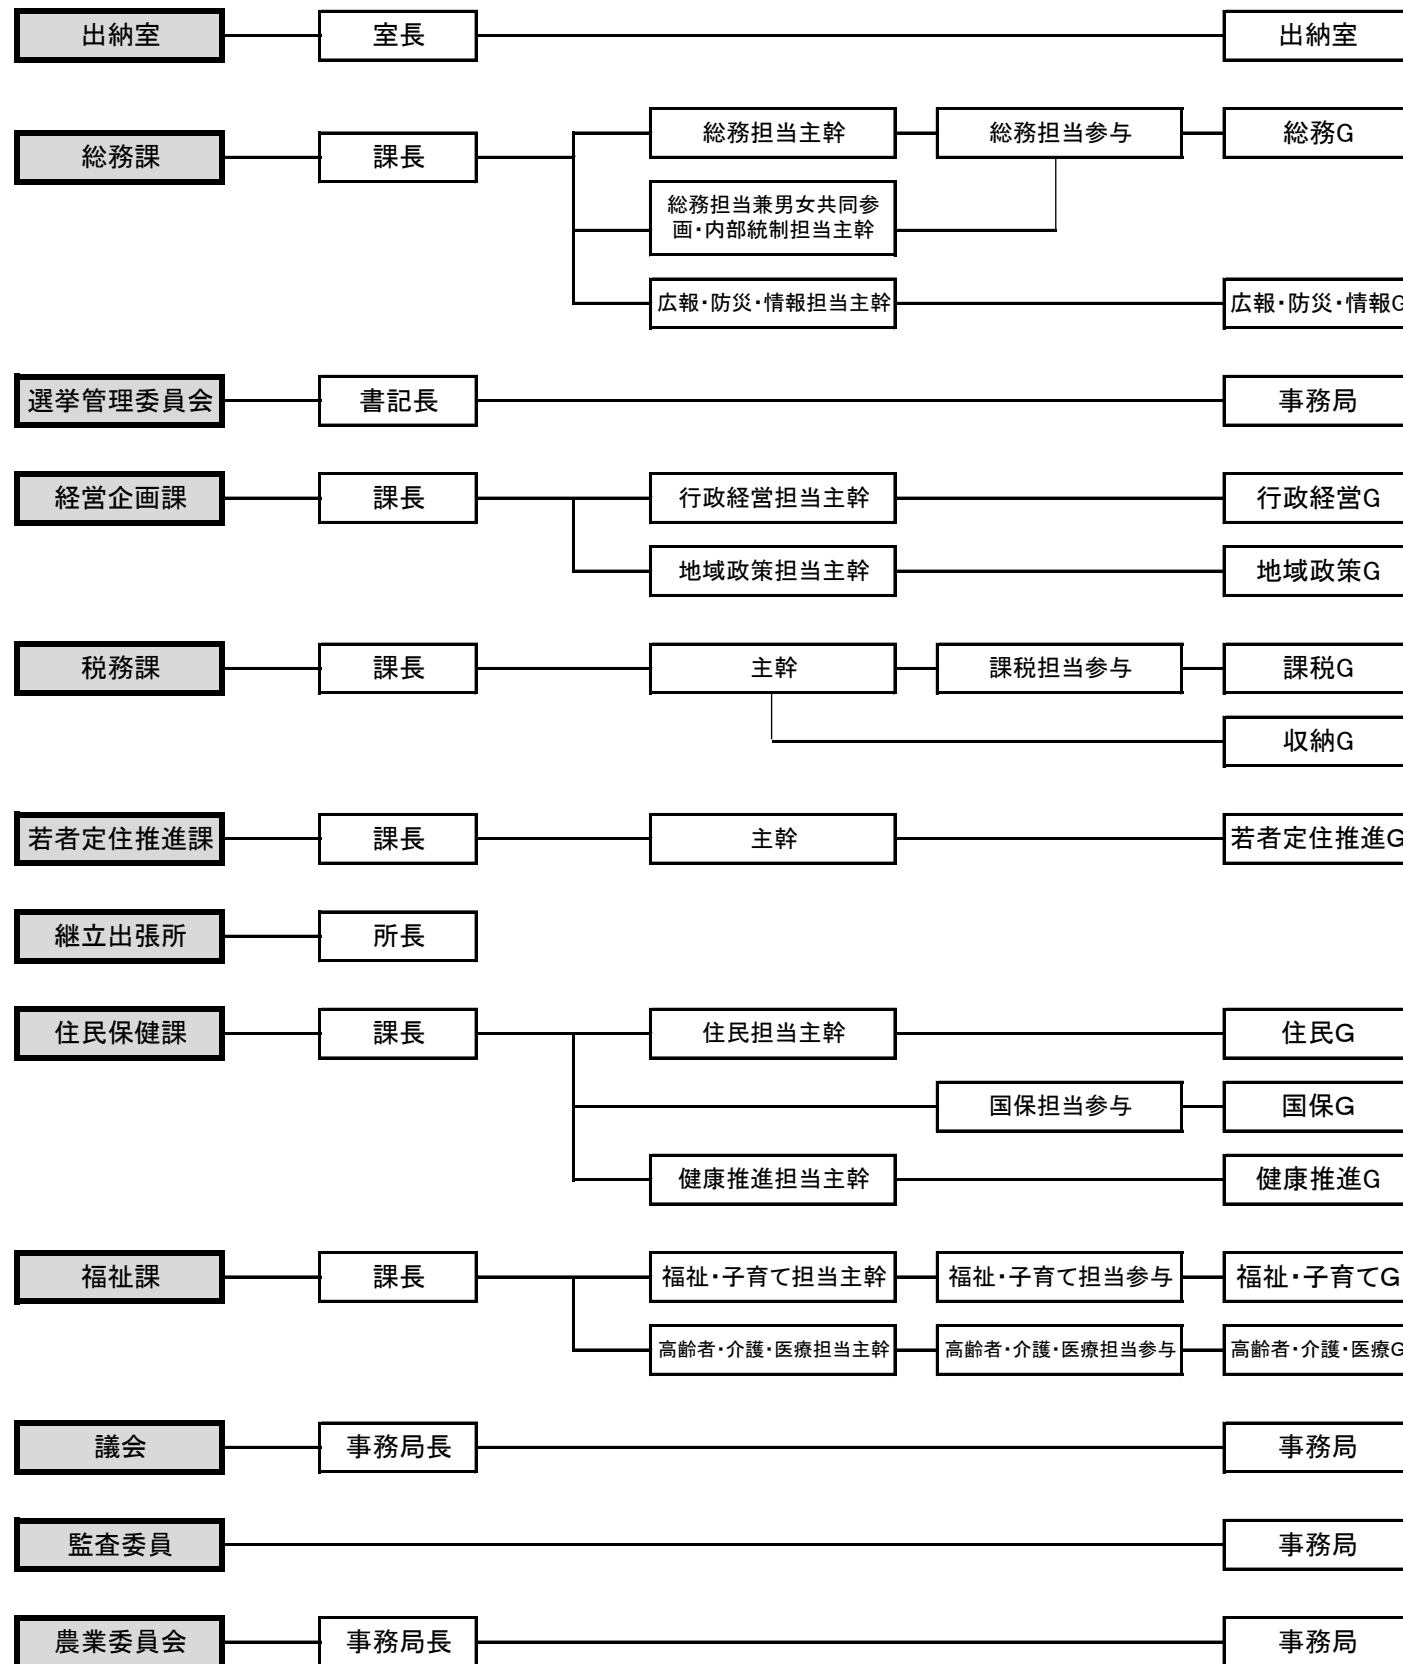 出納室
室長
出納室
総務課
課長
総務担当主幹
総務担当参与
総務G
総務担当兼男女共同参
画・内部統制担当主幹
広報・防災・情報担当主幹
広報・防災・情報G
選挙管理委員会
書記長
事務局
経営企画課
課長
行政経営担当主幹
行政経営G
地域政策担当主幹
地域政策G
税務課
課長
主幹
課税担当参与
課税G
収納G
若者定住推進課
課長
主幹
若者定住推進G
継立出張所
所長
住民保健課
課長
住民担当主幹
住民G
国保担当参与
国保G
健康推進担当主幹
健康推進G
福祉課
課長
福祉・子育て担当主幹
福祉・子育て担当参与
福祉・子育てG
高齢者・介護・医療担当主幹
高齢者・介護・医療担当参与
高齢者・介護・医療G
議会
事務局長
事務局
監査委員
事務局
農業委員会
事務局長
事務局